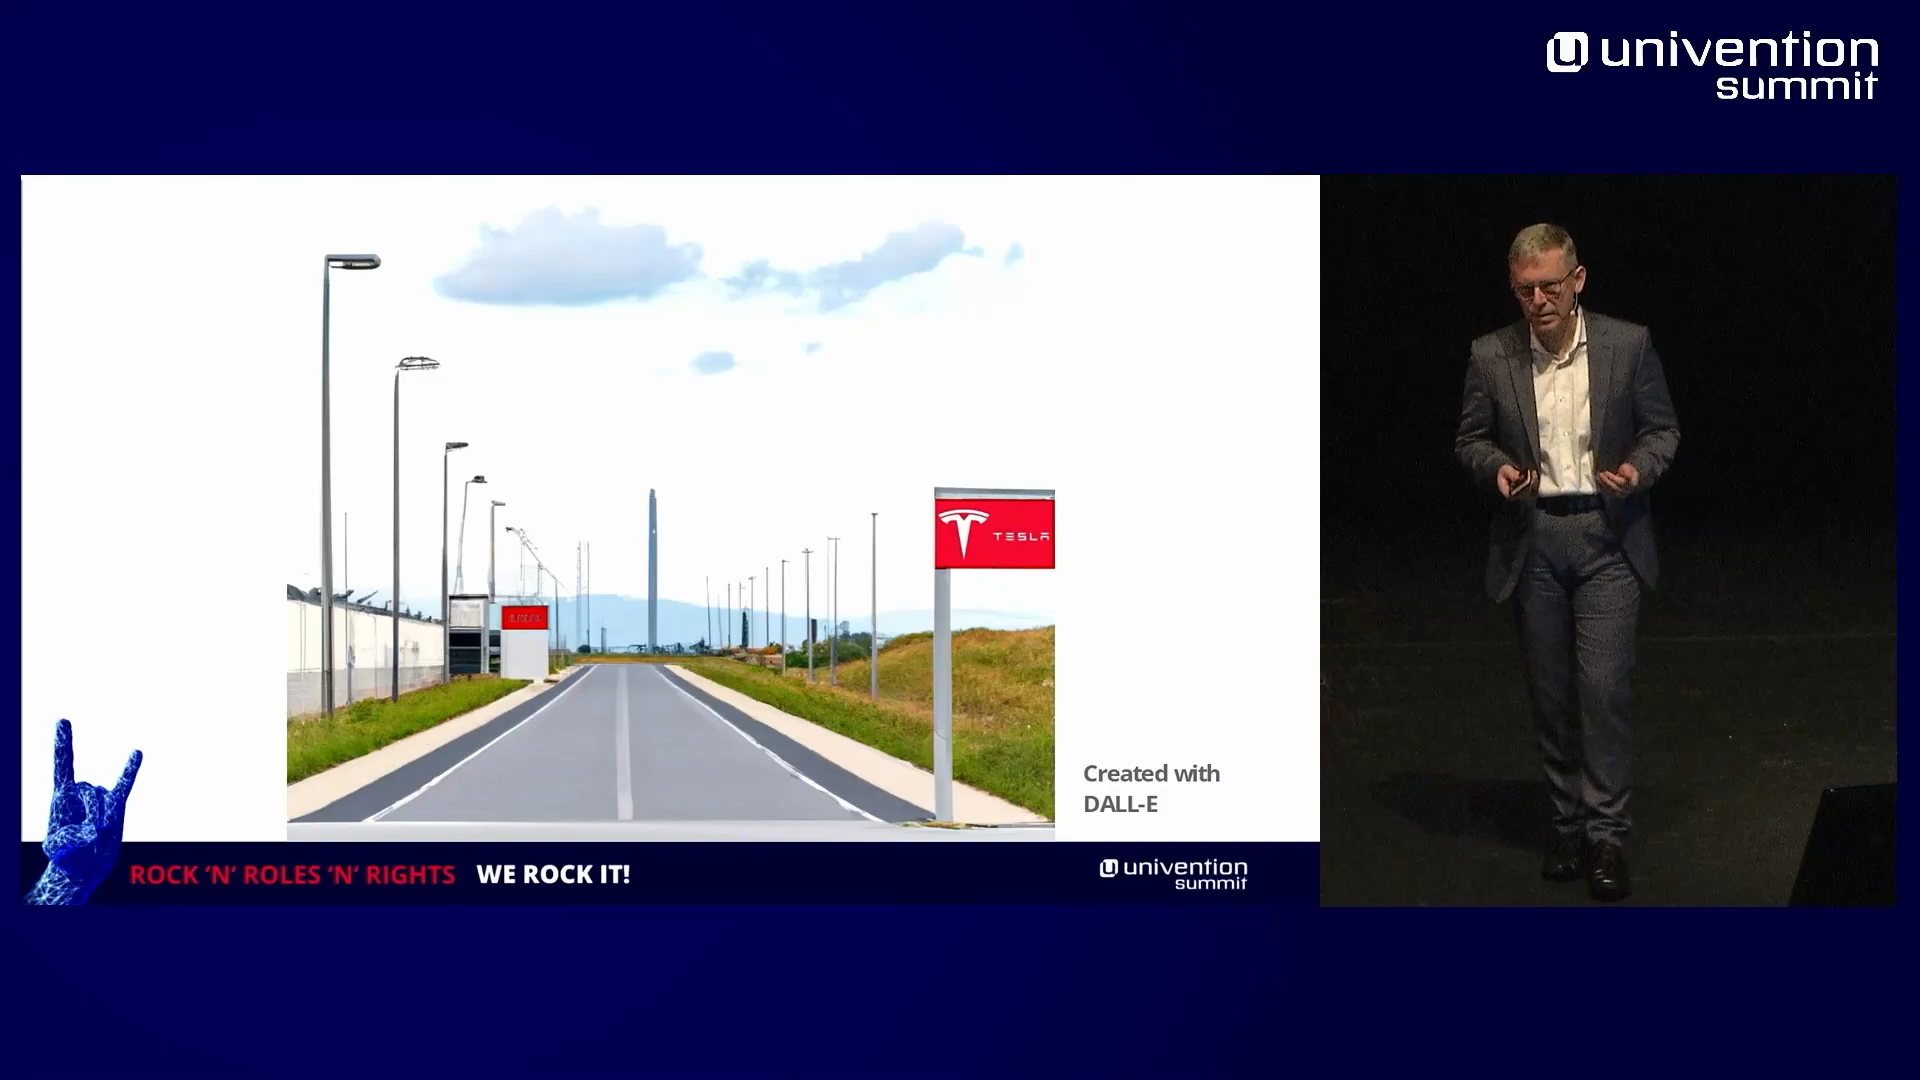 univention
summit
TESLA
Created with
DALL-E
ROCK ‘N‘ ROLES ‘N‘ RIGHTS WE ROCK IT!
univention
summit